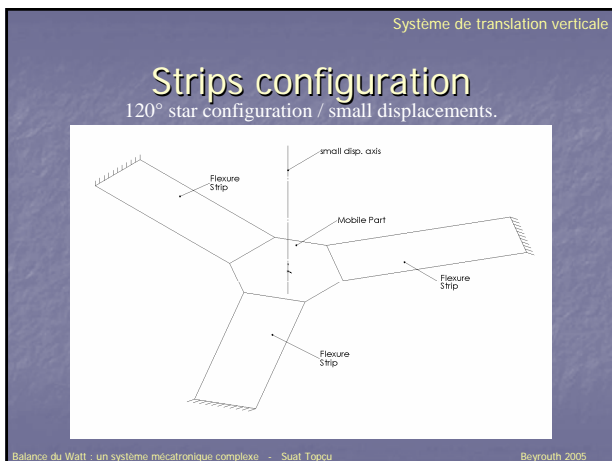 Système de translation verticale
Strips configuration
120° star configuration / small displacements.
small disp. axis
Flexure
Strip
Mobile Part
Flexure
Strip
Flexure
Strip
Balance du Watt : un système mécatronique complexe - Suat Topçu
Beyrouth 2005